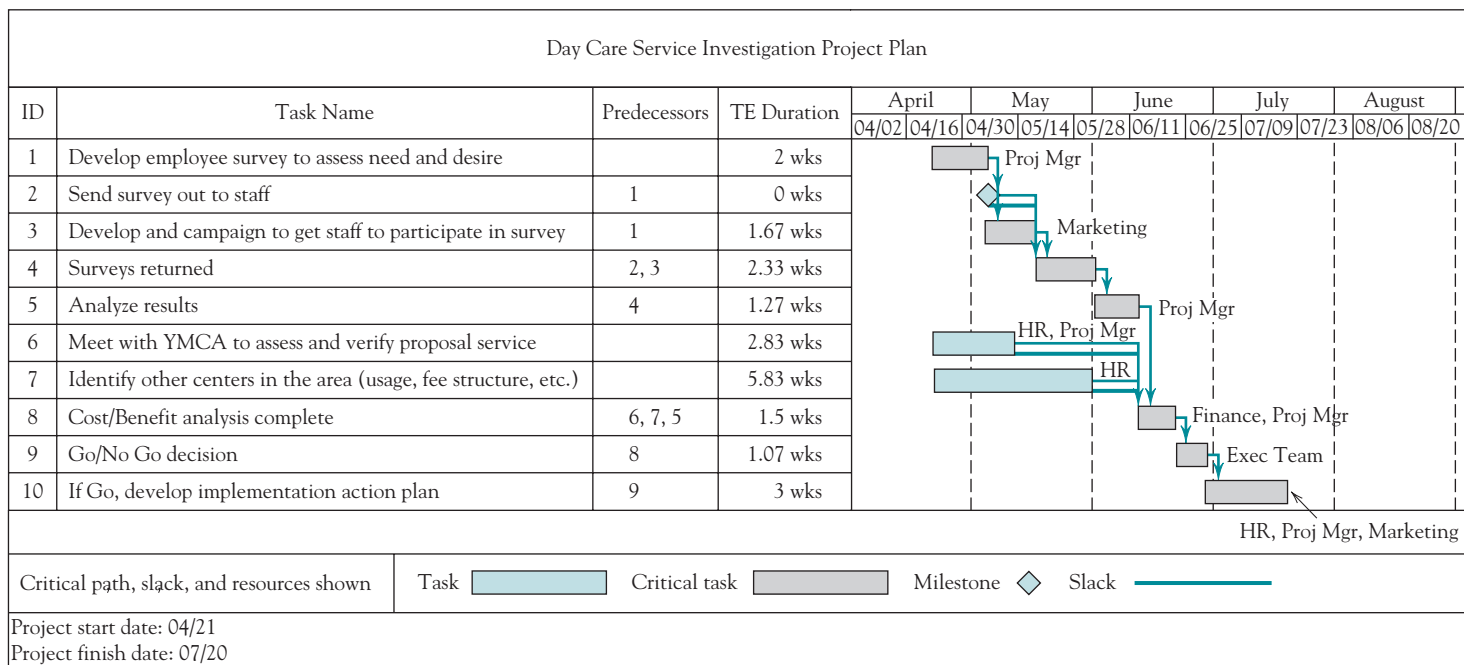 Day Care Service Investigation Project Plan
ID Task Name Predecessors TE Duration April May June July August
04/02 04/16 04/30 05/14 05/28 06/11 06/25 07/09 07/23 08/06 08/20
1 Develop employee survey to assess need and desire 2 wks Proj Mgr
2 Send survey out to staff 1 0 wks
3 Develop and campaign to get staff to participate in survey 1 1.67 wks Marketing
4 Surveys returned 2, 3 2.33 wks
5 Analyze results 4 1.27 wks Proj Mgr
6 Meet with YMCA to assess and verify proposal service 2.83 wks HR, Proj Mgr
7 Identify other centers in the area (usage, fee structure, etc.) 5.83 wks HR
8 Cost/Benefit analysis complete 6, 7, 5 1.5 wks Finance, Proj Mgr
9 Go/No Go decision 8 1.07 wks Exec Team
10 If Go, develop implementation action plan 9 3 wks
HR, Proj Mgr, Marketing
Critical path, slack, and resources shown Task Critical task Milestone Slack
Project start date: 04/21
Project finish date: 07/20